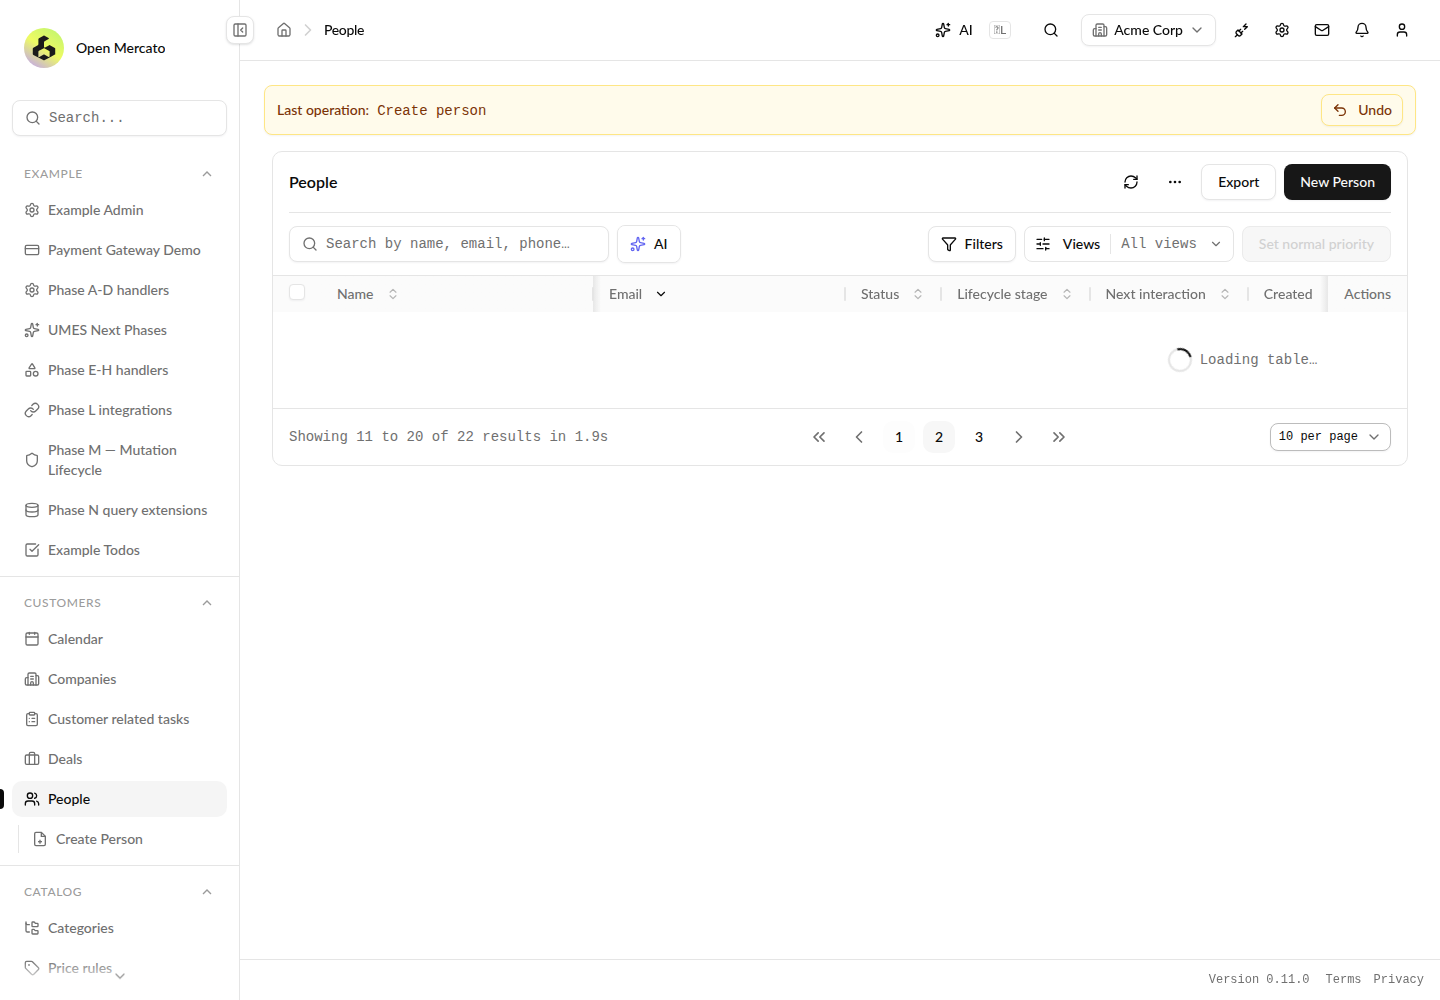 Open Mercato
People
AI
L
Acme Corp
Search...
Last operation: Create person
Undo
EXAMPLE
Example Admin
Payment Gateway Demo
Phase A-D handlers
UMES Next Phases
Phase E-H handlers
Phase L integrations
Phase M — Mutation
Lifecycle
Phase N query extensions
Example Todos
CUSTOMERS
Calendar
Companies
Customer related tasks
Deals
People
Create Person
CATALOG
Categories
Price rules
People
Export
New Person
Search by name, email, phone…
AI
Filters
Views
All views
Set normal priority
Name
Email
Status
Lifecycle stage
Next interaction
Created
Actions
Loading table…
Showing 11 to 20 of 22 results in 1.9s
1
2
3
10 per page
Version 0.11.0
Terms
Privacy